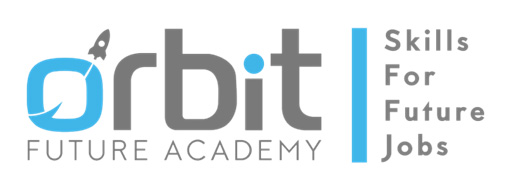 orbit
FUTURE ACADEMY
Skills
For
Future
Jobs